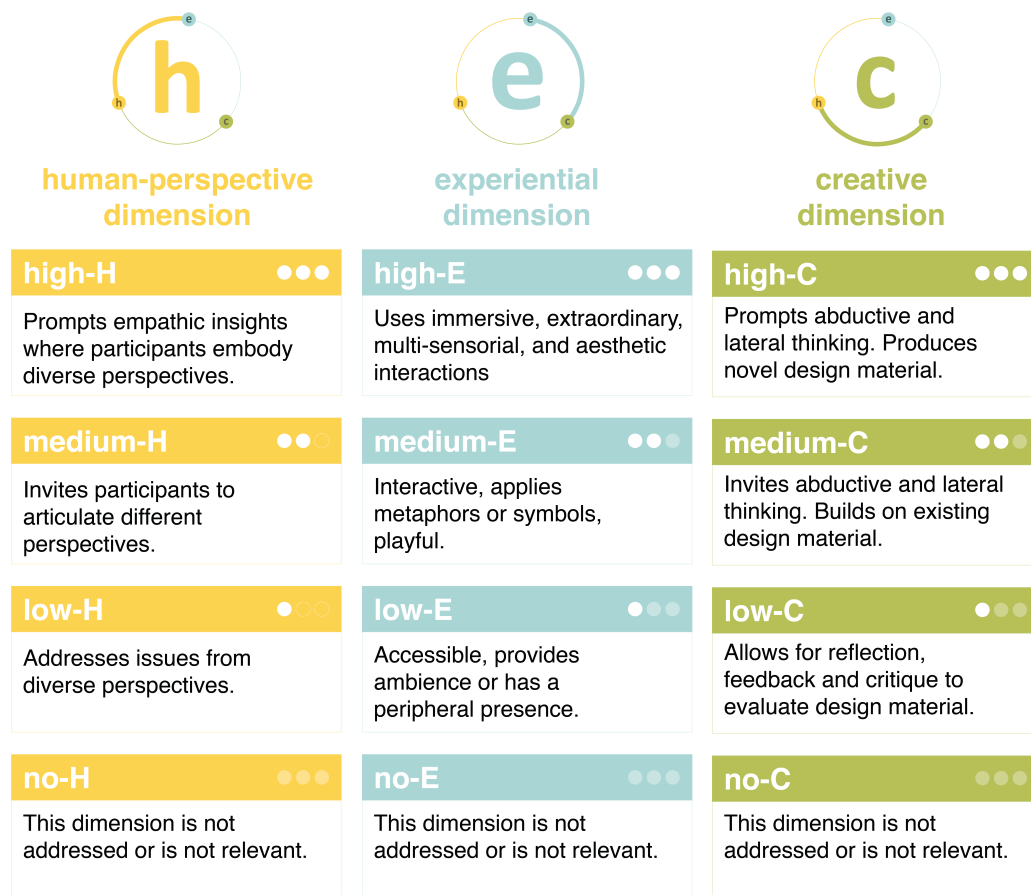 e
h
h
c
e
e
h
c
e
c
h
c
human-perspective
dimension
experiential
dimension
creative
dimension
high-H
Prompts empathic insights
where participants embody
diverse perspectives.
medium-H
Invites participants to
articulate different
perspectives.
low-H
Addresses issues from
diverse perspectives.
no-H
This dimension is not
addressed or is not relevant.
high-E
Uses immersive, extraordinary,
multi-sensorial, and aesthetic
interactions
medium-E
Interactive, applies
metaphors or symbols,
playful.
low-E
Accessible, provides
ambience or has a
peripheral presence.
no-E
This dimension is not
addressed or is not relevant.
high-C
Prompts abductive and
lateral thinking. Produces
novel design material.
medium-C
Invites abductive and lateral
thinking. Builds on existing
design material.
low-C
Allows for reflection,
feedback and critique to
evaluate design material.
no-C
This dimension is not
addressed or is not relevant.